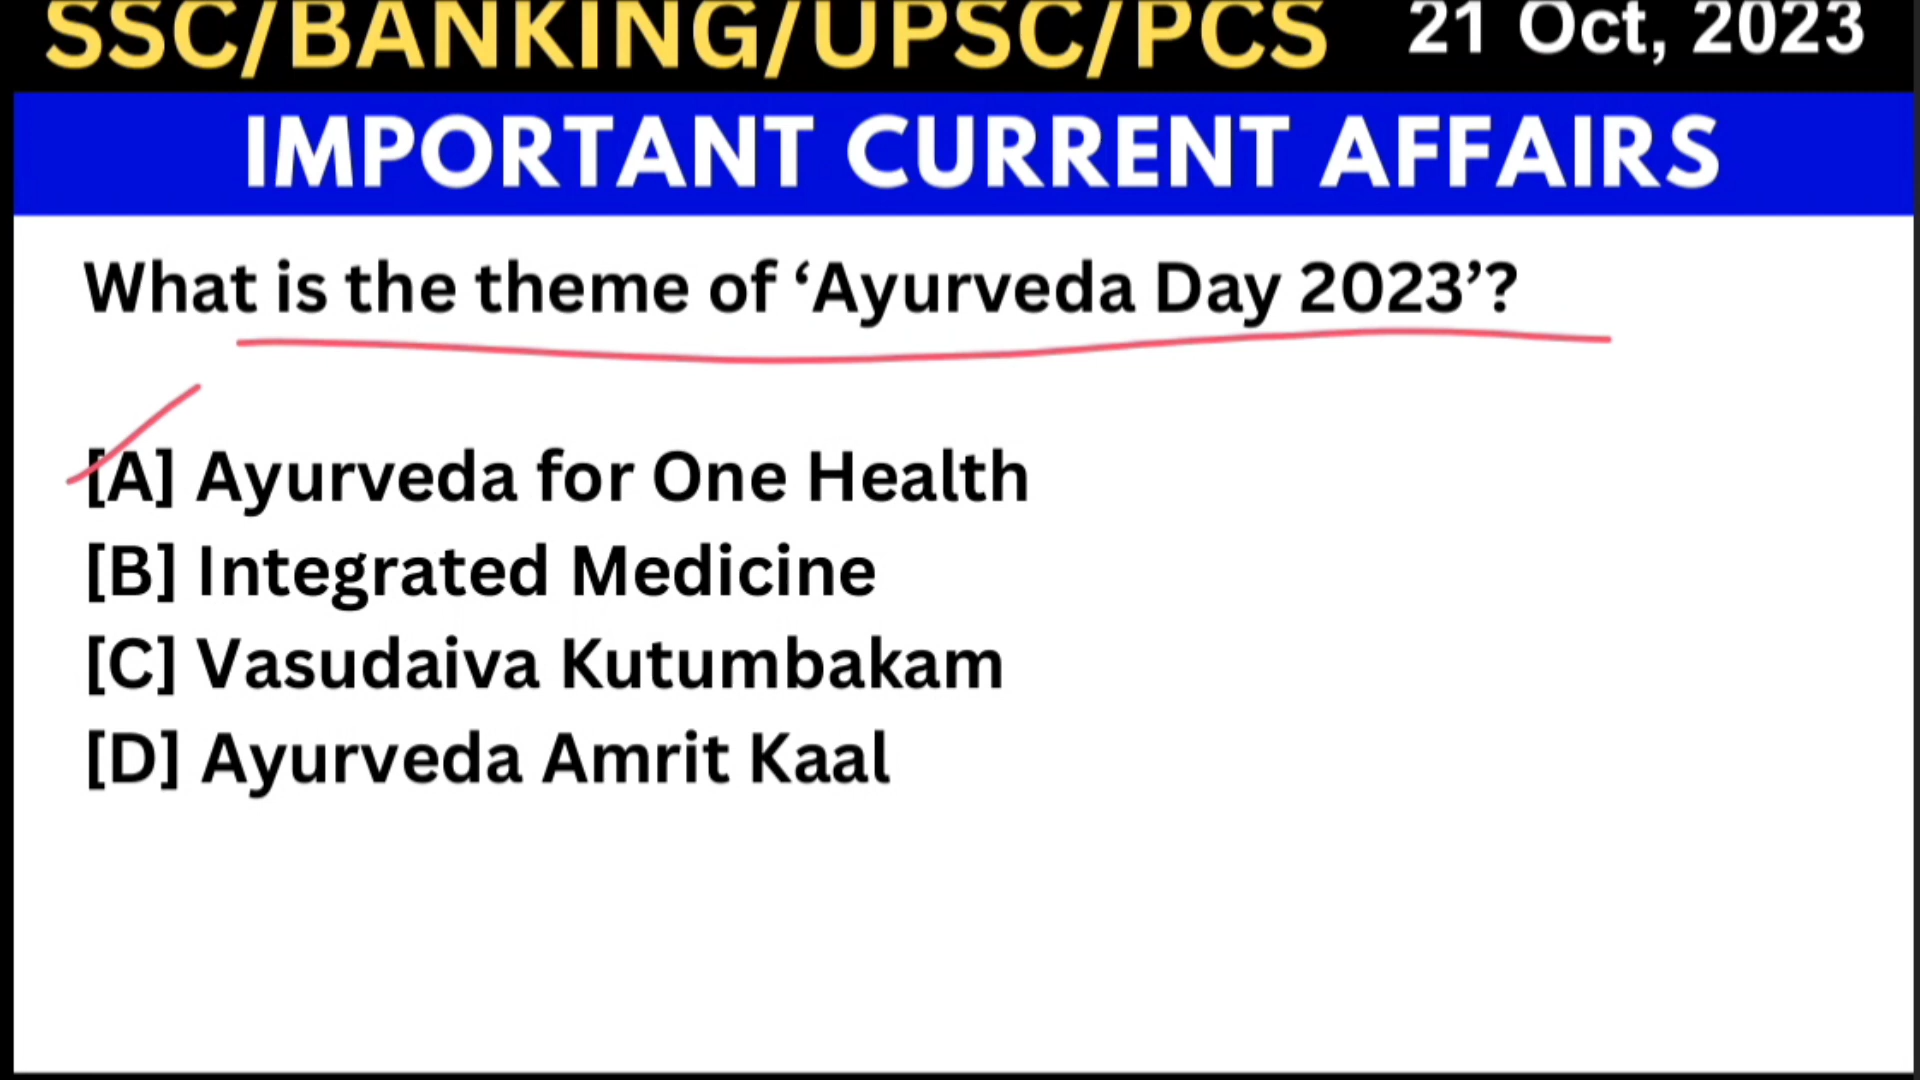 SSC/BANKING/UPSC/PCS 21 Oct, 2023
IMPORTANT CURRENT AFFAIRS
What is the theme of ‘Ayurveda Day 2023’?
[A] Ayurveda for One Health
[B] Integrated Medicine
[C] Vasudaiva Kutumbakam
[D] Ayurveda Amrit Kaal